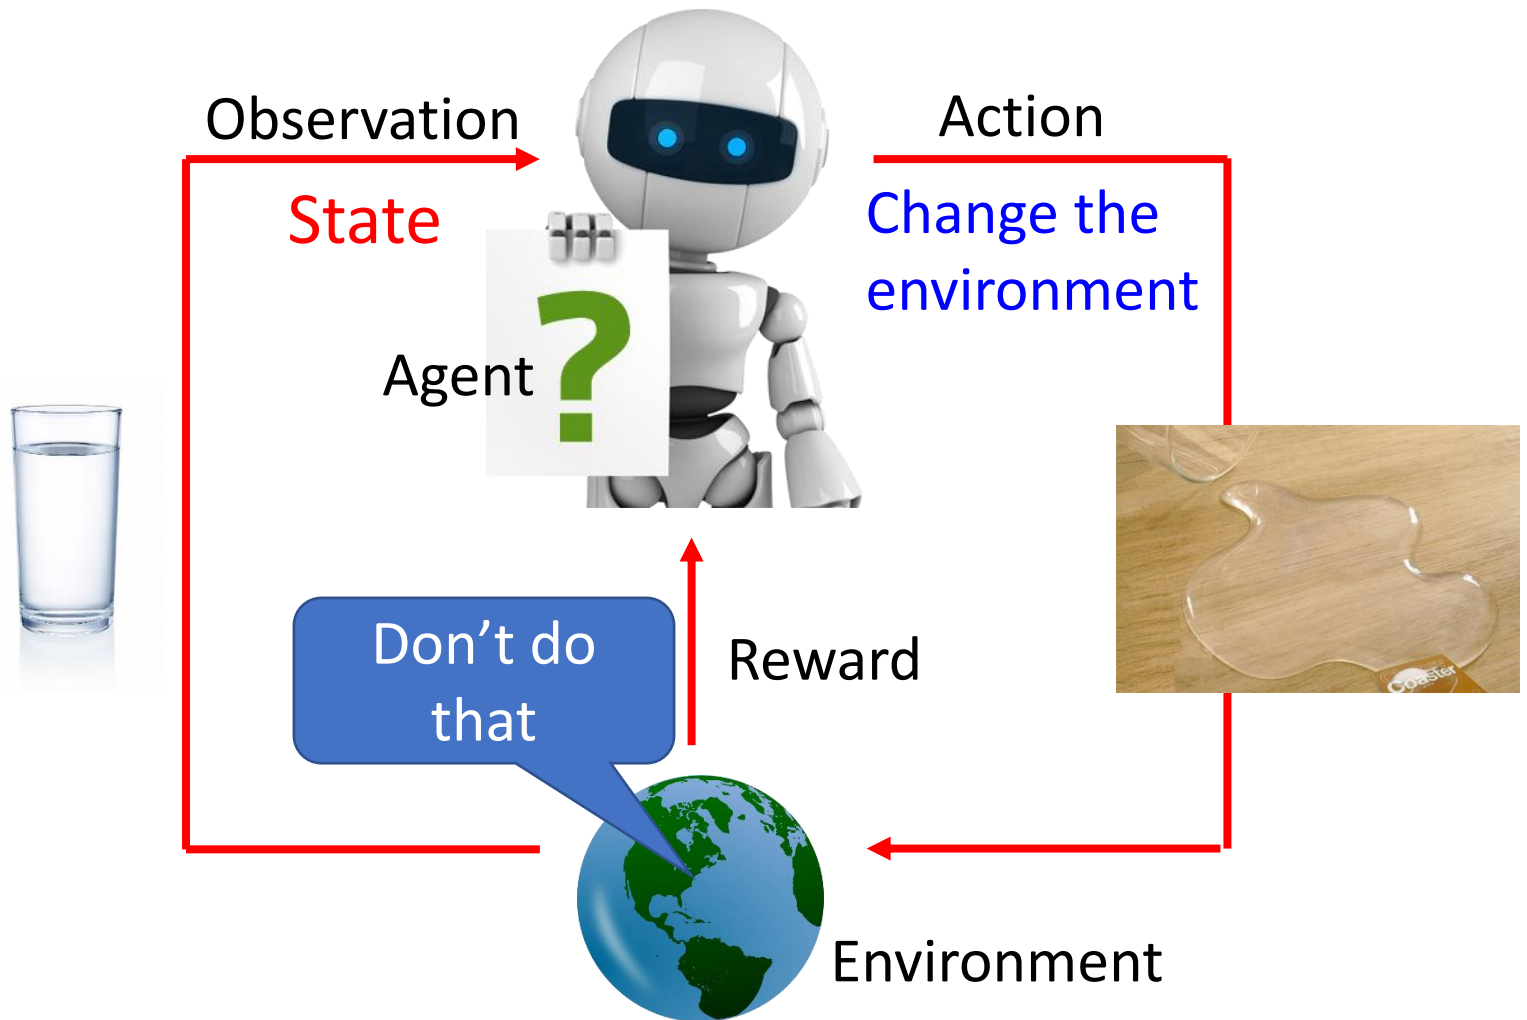 Observation
Action
State
Change the
environment
Agent
?
Don't do
that
Reward
Coaster
Environment